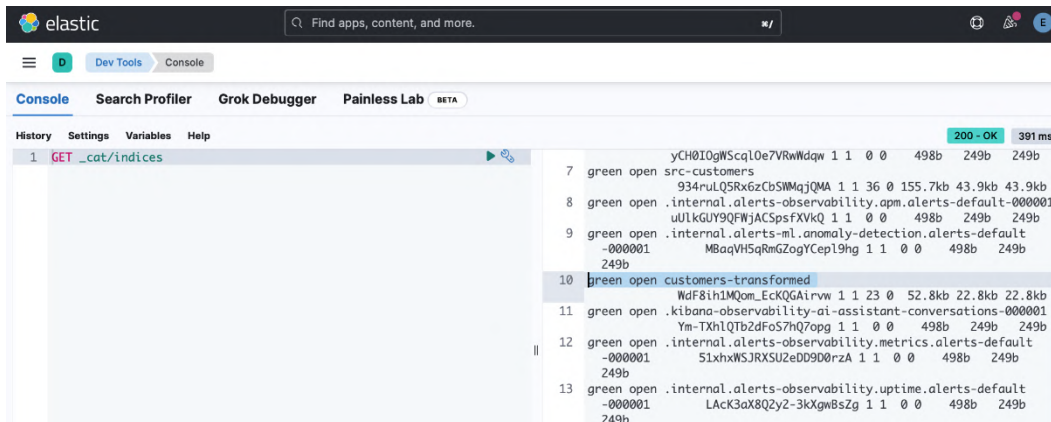 elastic
Find apps, content, and more.
⌘/
E
D
Dev Tools
Console
Console
Search Profiler
Grok Debugger
Painless Lab
BETA
History
Settings
Variables
Help
200 - OK
391 ms
1 GET _cat/indices
yCH0IOgWScqlOe7VRwWdqw 1 1 0 0 498b 249b 249b
7 green open src-customers
934ruLQ5Rx6zCbSWMqjQMA 1 1 36 0 155.7kb 43.9kb 43.9kb
8 green open .internal.alerts-observability.apm.alerts-default-000001
uUlkGUY9QFWjACSpsfXVkQ 1 1 0 0 498b 249b 249b
9 green open .internal.alerts-ml.anomaly-detection.alerts-default
-000001 MBaqVH5qRmGZogYCepl9hg 1 1 0 0 498b 249b
249b
10 green open customers-transformed
WdF8ih1MQom_EcKQGAirvw 1 1 23 0 52.8kb 22.8kb 22.8kb
11 green open .kibana-observability-ai-assistant-conversations-000001
Ym-TXhlQTb2dFoS7hQ7opg 1 1 0 0 498b 249b 249b
12 green open .internal.alerts-observability.metrics.alerts-default
-000001 51xhxWSJRXSU2eDD9D0rzA 1 1 0 0 498b 249b
249b
13 green open .internal.alerts-observability.uptime.alerts-default
-000001 LAcK3aX8Q2y2-3kXgwBsZg 1 1 0 0 498b 249b
249b